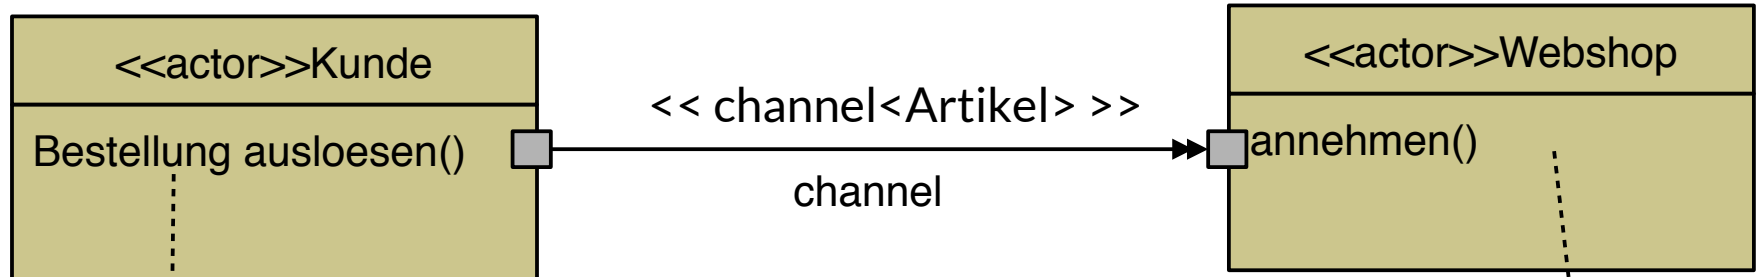 <<actor>>Kunde
Bestellung ausloesen()
<< channel<Artikel> >>
channel
<<actor>>Webshop
annehmen()